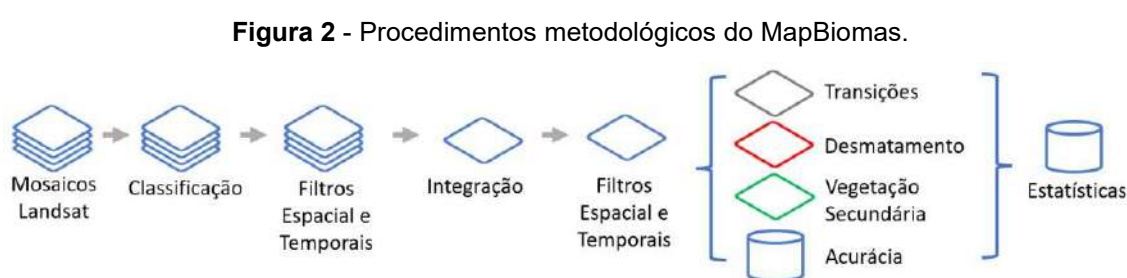 Figura 2 - Procedimentos metodológicos do MapBiomas.
Mosaicos
Landsat
Classificação
Filtros
Espacial e
Temporais
Integração
Filtros
Espacial e
Temporais
Transições
Desmatamento
Vegetação
Secundária
Acurácia
Estatísticas